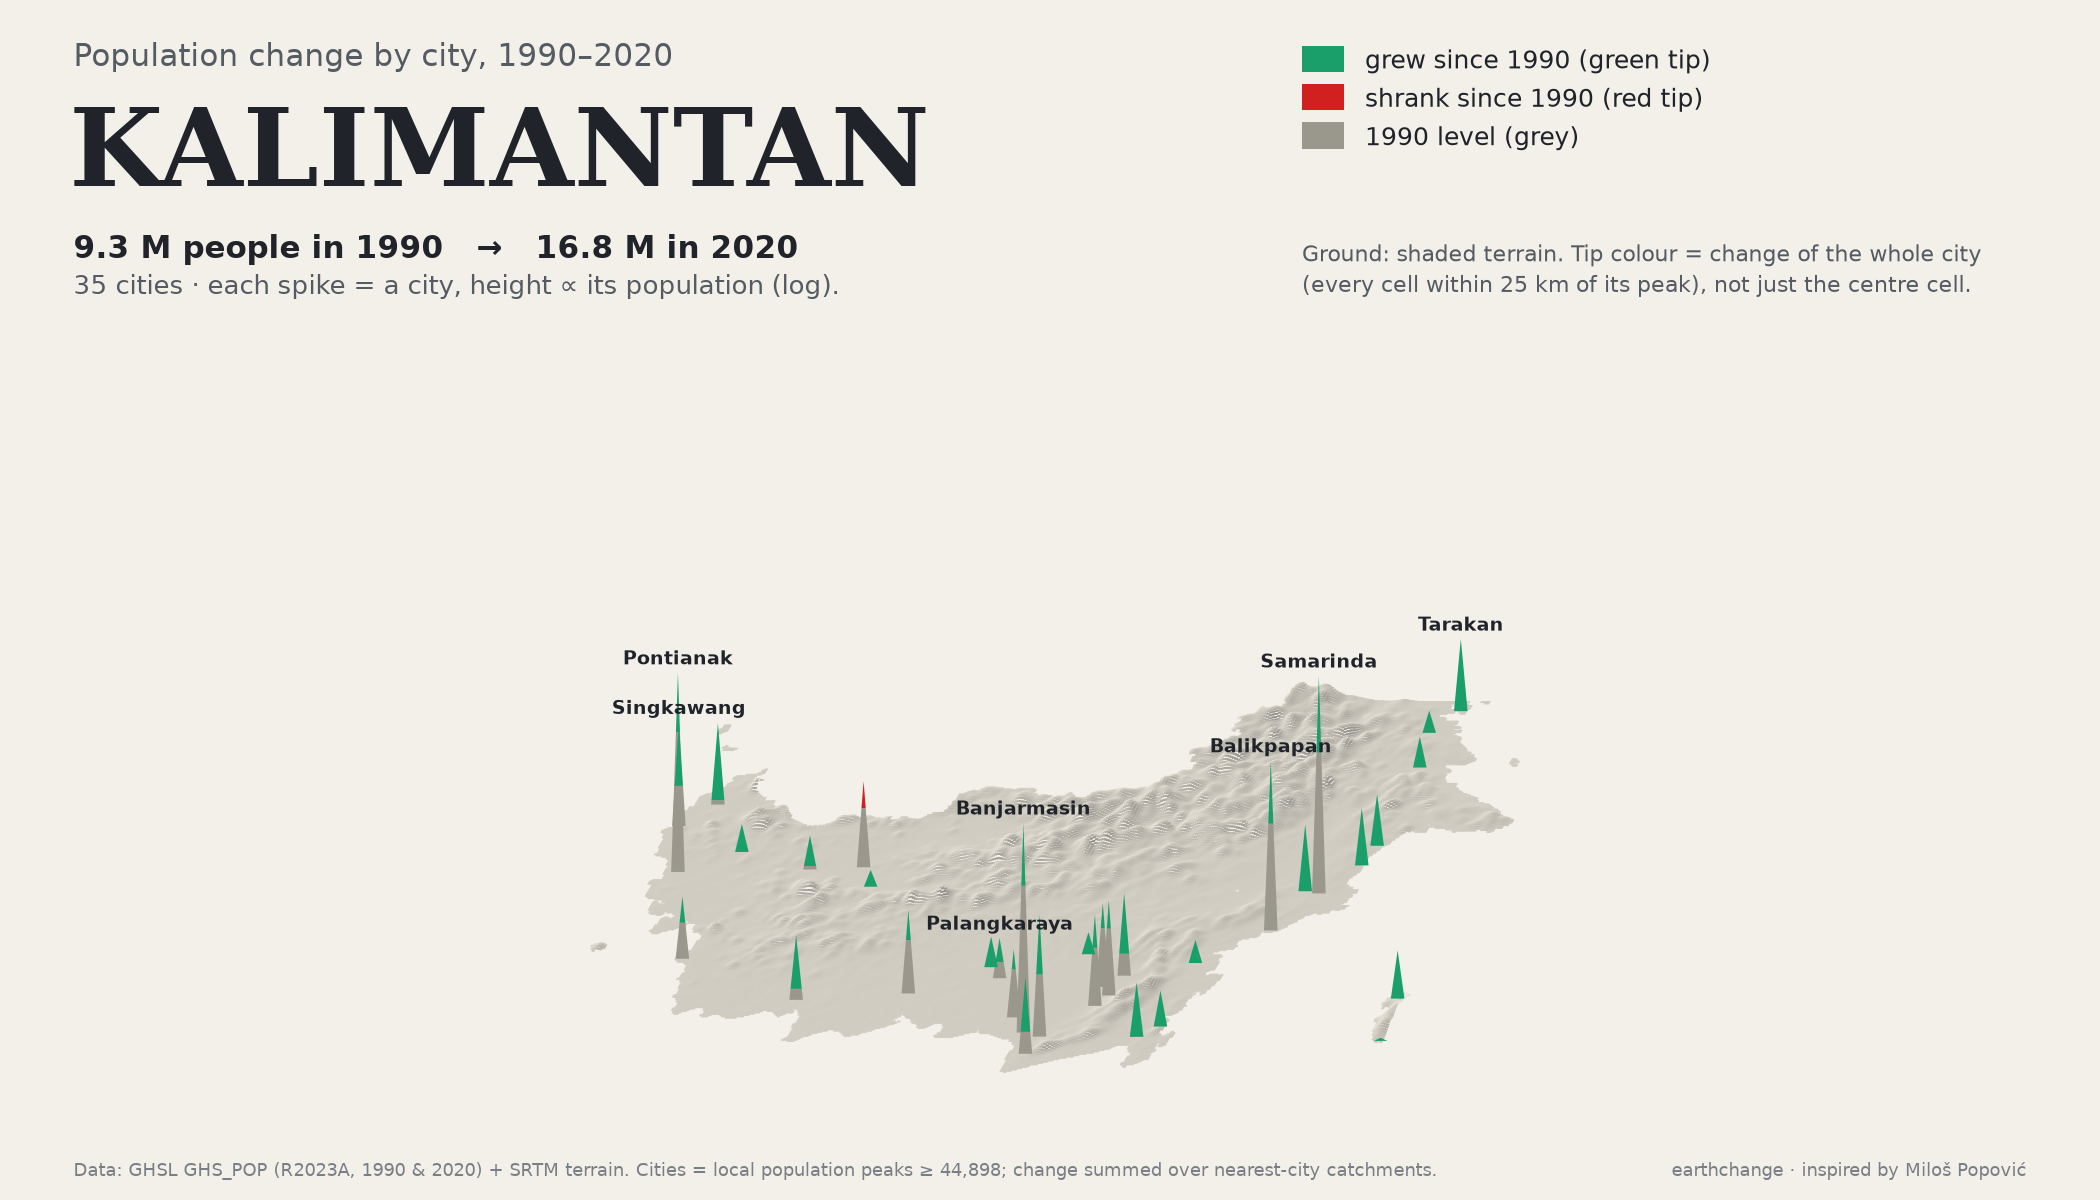 Population change by city, 1990–2020
KALIMANTAN
9.3 M people in 1990 → 16.8 M in 2020
35 cities · each spike = a city, height ∝ its population (log).
grew since 1990 (green tip)
shrank since 1990 (red tip)
1990 level (grey)
Ground: shaded terrain. Tip colour = change of the whole city
(every cell within 25 km of its peak), not just the centre cell.
Tarakan
Pontianak
Samarinda
Singkawang
Balikpapan
Banjarmasin
Palangkaraya
Data: GHSL GHS_POP (R2023A, 1990 & 2020) + SRTM terrain. Cities = local population peaks ≥ 44,898; change summed over nearest-city catchments.
earthchange · inspired by Miloš Popović